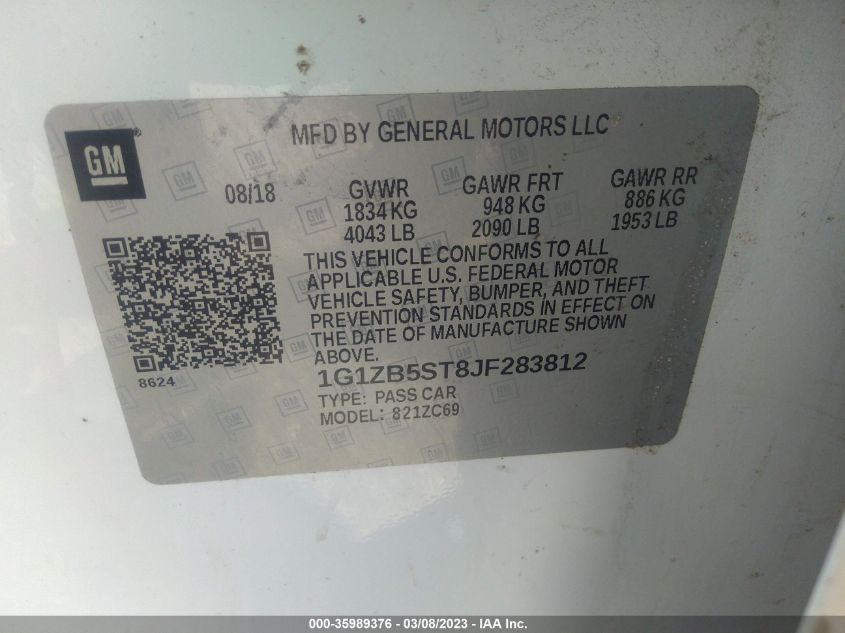 GM
MFD BY GENERAL MOTORS LLC
08/18
GVWR
1834 KG
4043 LB
GAWR FRT
948 KG
2090 LB
GAWR RR
886 KG
1953 LB
THIS VEHICLE CONFORMS TO ALL
APPLICABLE U.S. FEDERAL MOTOR
VEHICLE SAFETY, BUMPER, AND THEFT
PREVENTION STANDARDS IN EFFECT ON
THE DATE OF MANUFACTURE SHOWN
ABOVE.
8624
1G1ZB5ST8JF283812
TYPE: PASS CAR
MODEL: 821ZC69
000-35989376 - 03/08/2023 - IAAI.com - Copyright IAA, Inc.